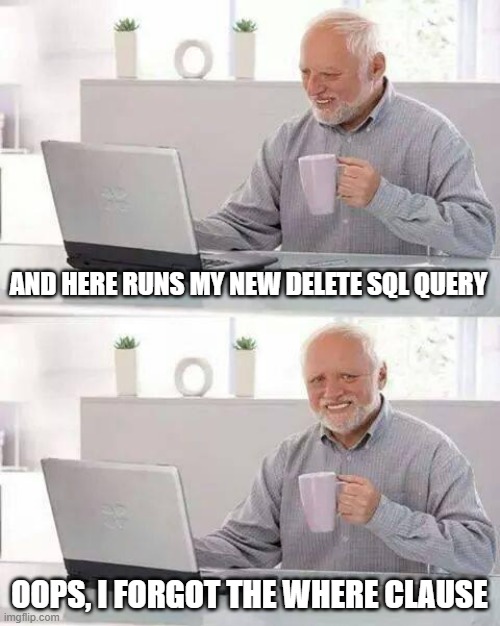 AND HERE RUNS MY NEW DELETE SQL QUERY
OOPS, I FORGOT THE WHERE CLAUSE
imgflip.com